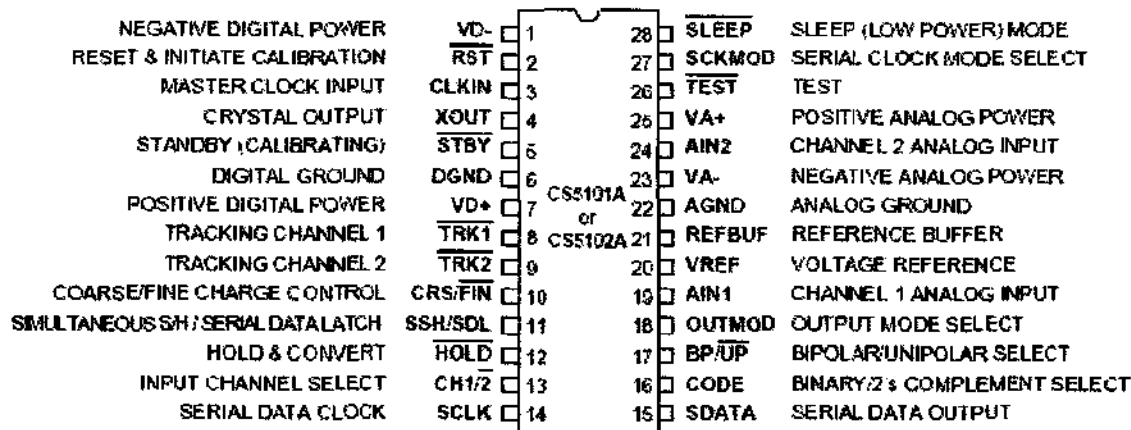 NEGATIVE DIGITAL POWER VD- 1 28 SLEEP SLEEP (LOW POWER) MODE
RESET & INITIATE CALIBRATION RST 2 27 SCKMOD SERIAL CLOCK MODE SELECT
MASTER CLOCK INPUT CLKIN 3 26 TEST TEST
CRYSTAL OUTPUT XOUT 4 25 VA+ POSITIVE ANALOG POWER
STANDBY (CALIBRATING) STBY 5 24 AIN2 CHANNEL 2 ANALOG INPUT
DIGITAL GROUND DGND 6 23 VA- NEGATIVE ANALOG POWER
POSITIVE DIGITAL POWER VD+ 7 CS5101A 22 AGND ANALOG GROUND
or
TRACKING CHANNEL 1 TRK1 8 CS5102A 21 REFBUF REFERENCE BUFFER
TRACKING CHANNEL 2 TRK2 9 20 VREF VOLTAGE REFERENCE
COARSE/FINE CHARGE CONTROL CRS/FIN 10 19 AIN1 CHANNEL 1 ANALOG INPUT
SIMULTANEOUS S/H / SERIAL DATA LATCH SSH/SDL 11 18 OUTMOD OUTPUT MODE SELECT
HOLD & CONVERT HOLD 12 17 BP/UP BIPOLAR/UNIPOLAR SELECT
INPUT CHANNEL SELECT CH1/2 13 16 CODE BINARY/2's COMPLEMENT SELECT
SERIAL DATA CLOCK SCLK 14 15 SDATA SERIAL DATA OUTPUT